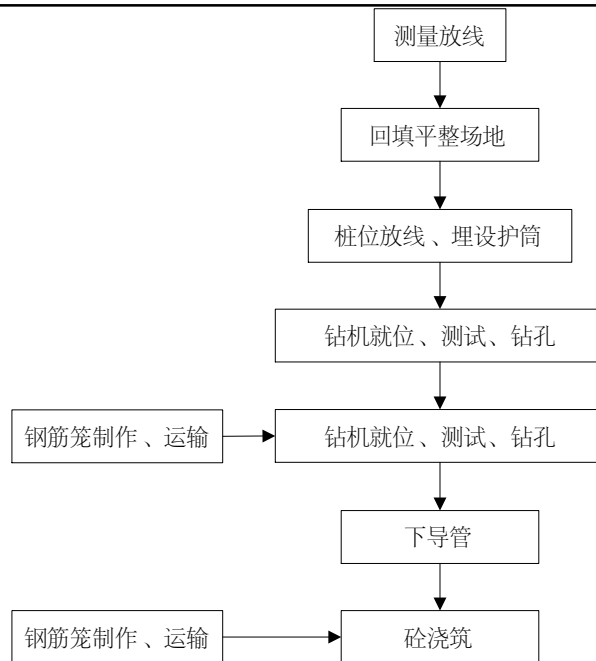 测量放线
回填平整场地
桩位放线、埋设护筒
钻机就位、测试、钻孔
钢筋笼制作、运输
钻机就位、测试、钻孔
下导管
钢筋笼制作、运输
砼浇筑